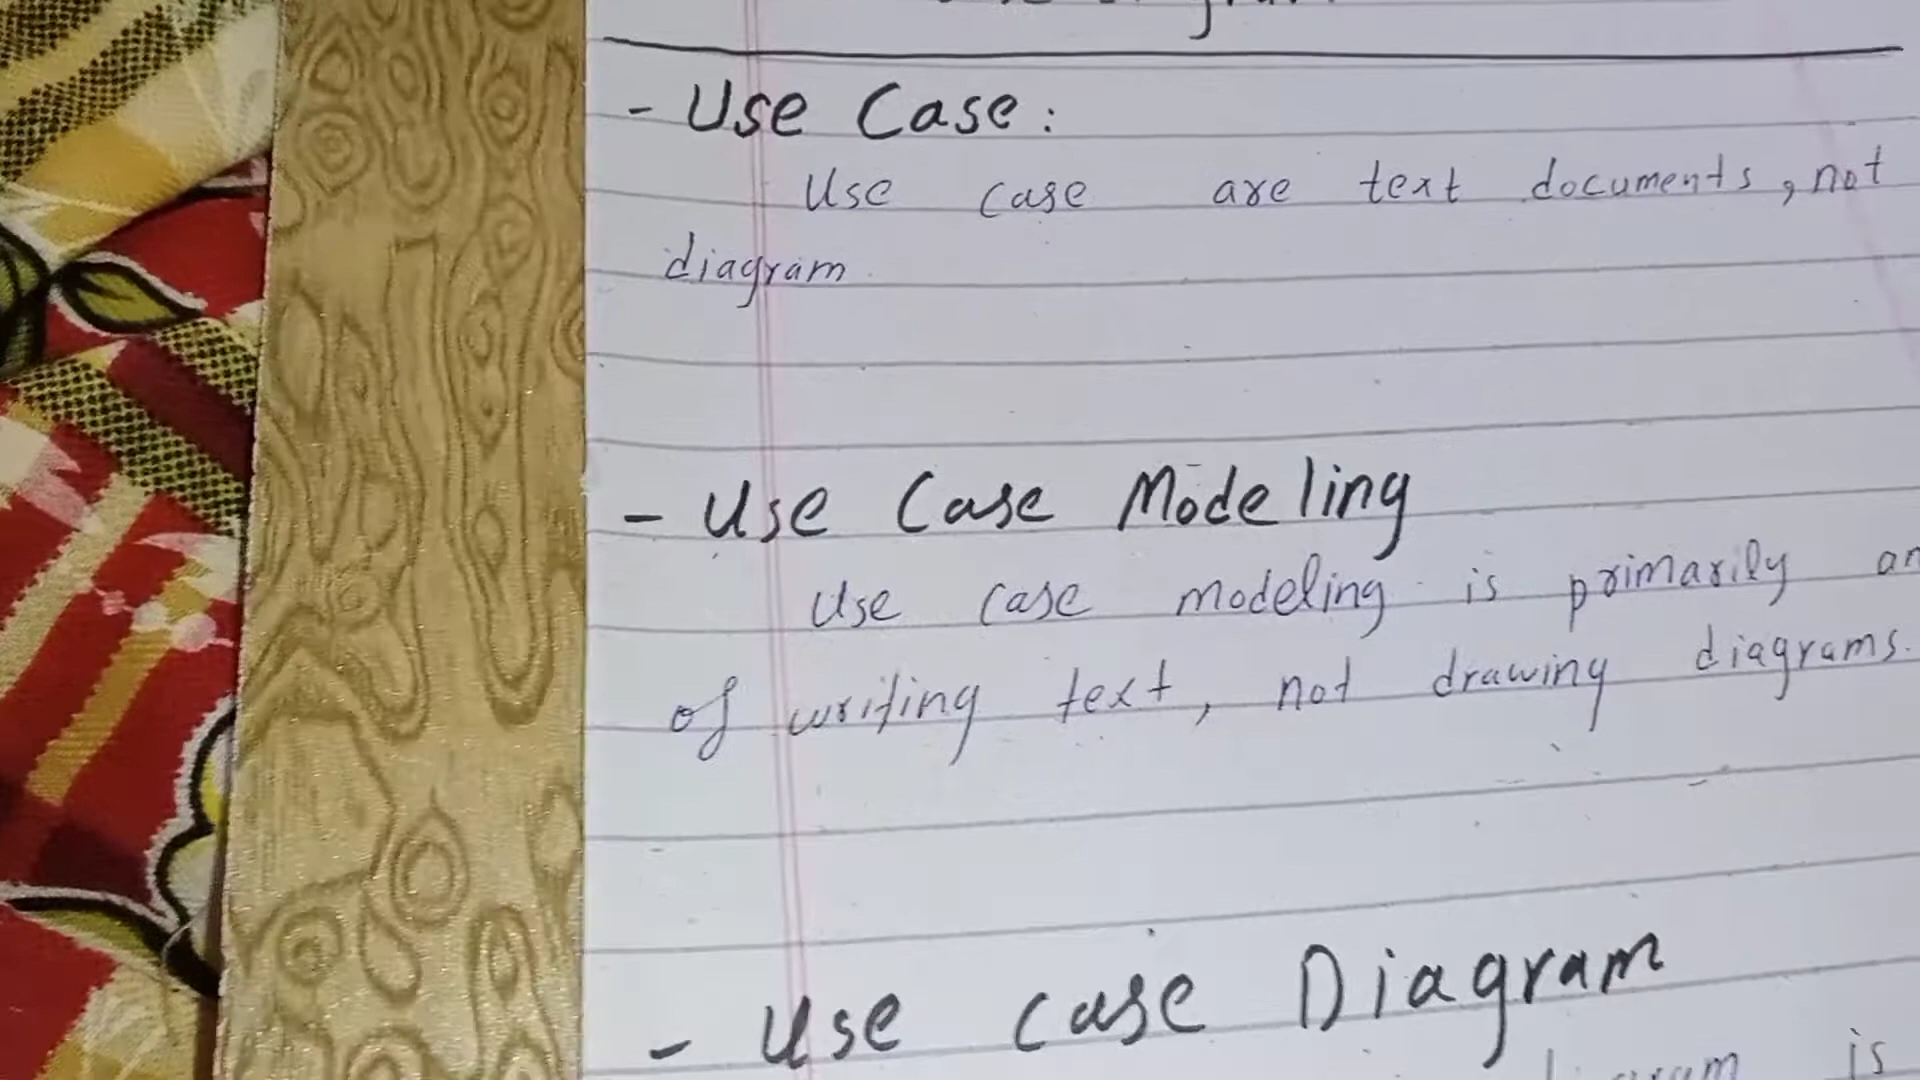 - Use Case:
Use case are text documents, not
diagram
- Use Case Modeling
Use case modeling is primarily an
of writing text, not drawing diagrams.
- Use case Diagram
is